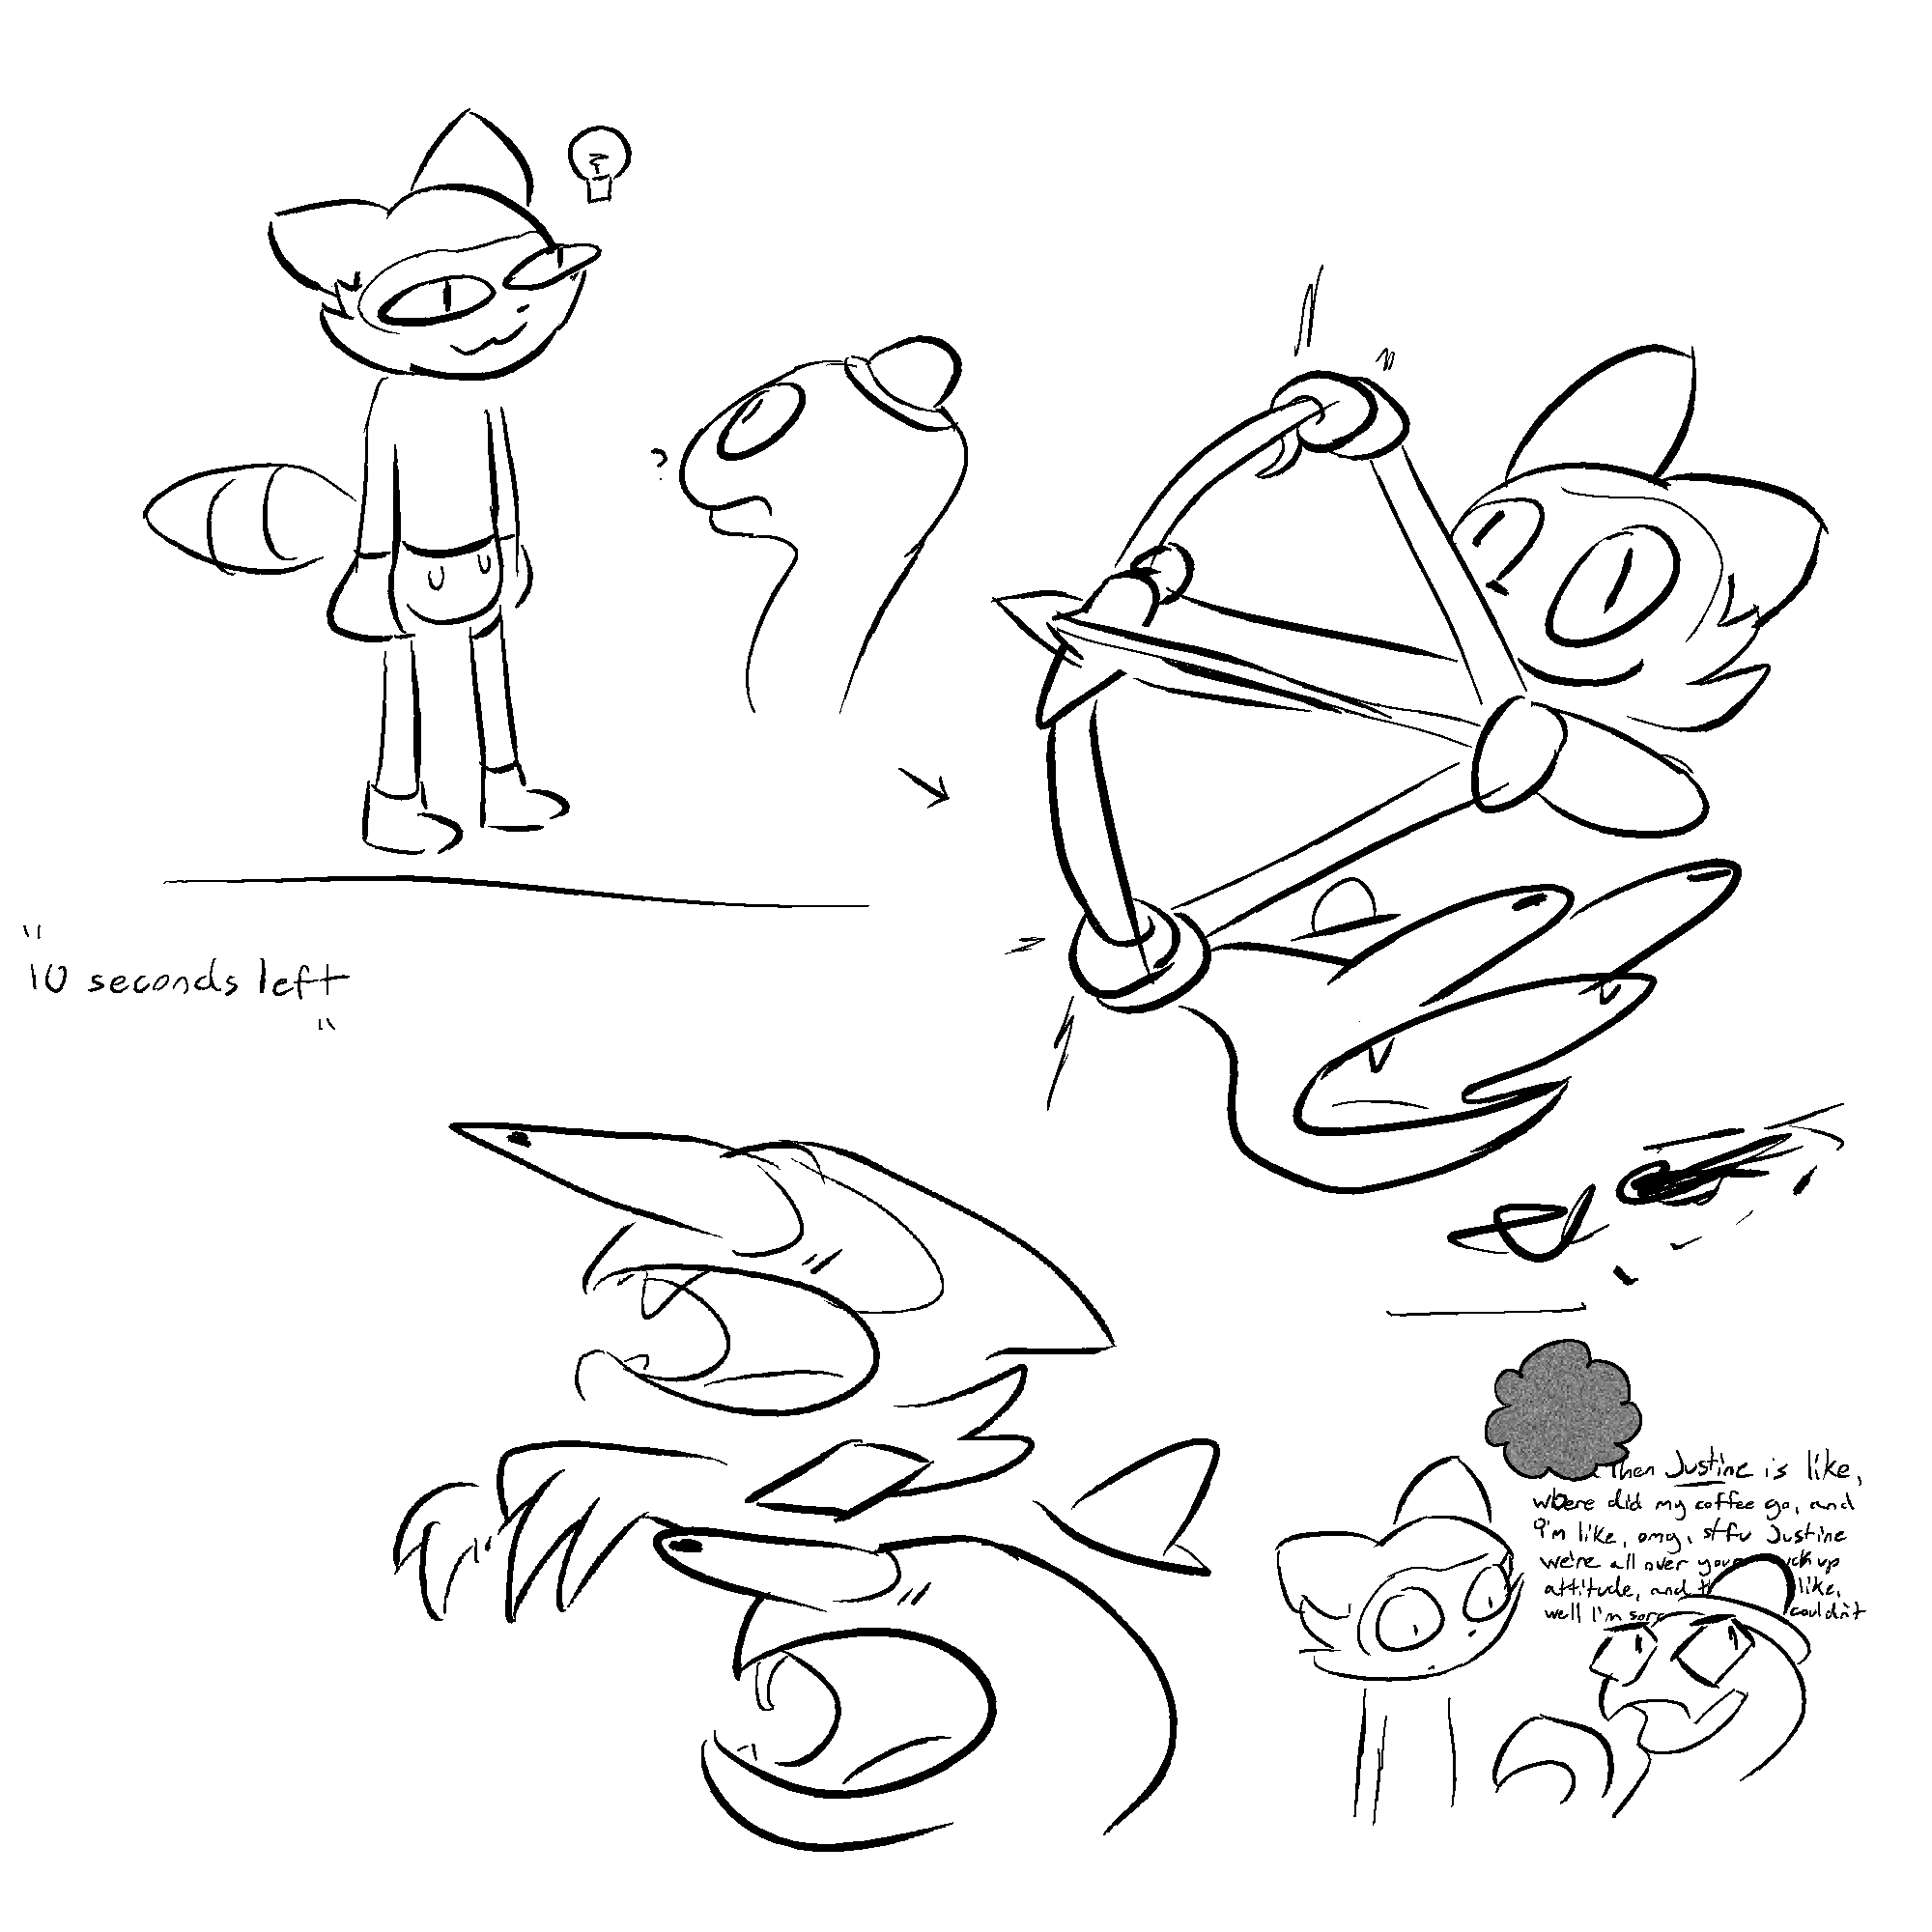 "
10 seconds left
"
?
then Justine is like,
where did my coffee go, and
I'm like, omg, stfu Justine
we're all over your
attitude, and like,
well I'm couldn't